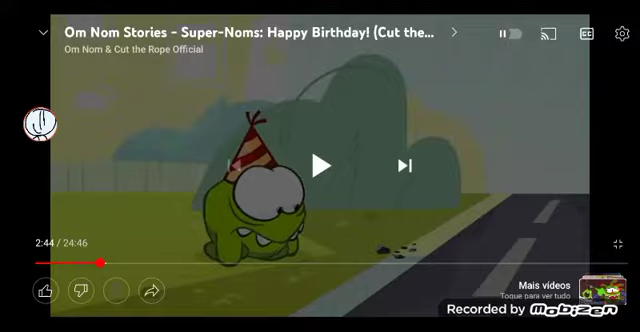 Om Nom Stories - Super-Noms: Happy Birthday! (Cut the...
Om Nom & Cut the Rope Official
CC
2:44 / 24:46
Mais vídeos
Toque para ver tudo
Recorded by Mobizen